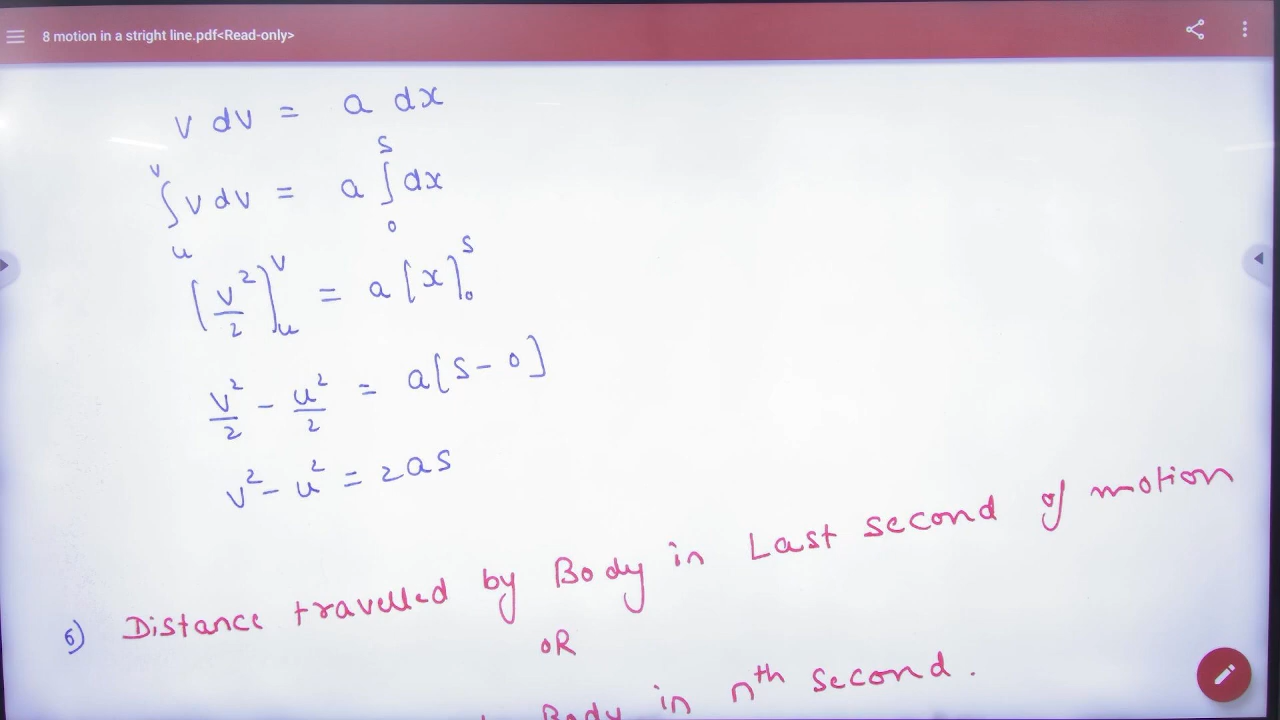 8 motion in a stright line.pdf<Read-only>
v dv = a dx
∫ᵤᵛ v dv = a ∫₀ˢ dx
[v²/2]ᵤᵛ = a [x]₀ˢ
v²/2 - u²/2 = a[s - 0]
v² - u² = 2as
6) Distance travelled by Body in Last second of motion
OR
Body in nth second.